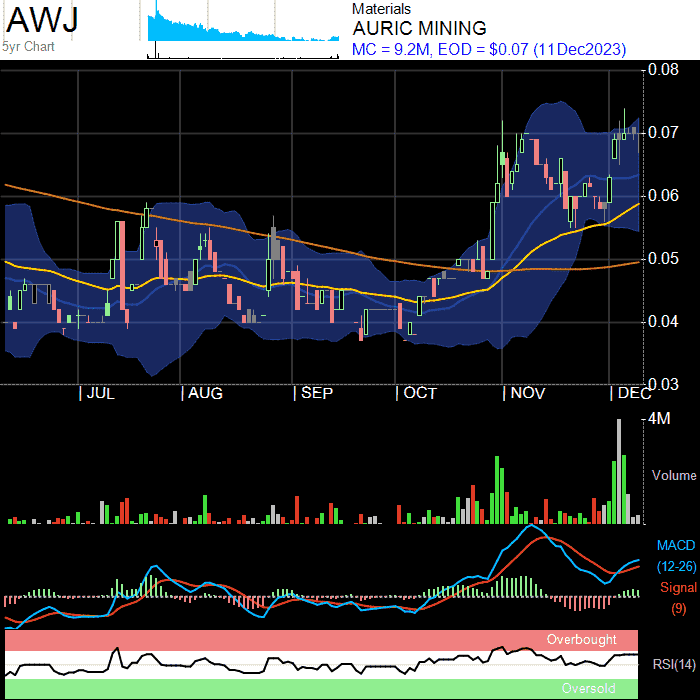 AWJ
5yr Chart
Materials
AURIC MINING
MC = 9.2M, EOD = $0.07 (11Dec2023)
0.08
0.07
0.06
0.05
0.04
0.03
JUL AUG SEP OCT NOV DEC
4M
Volume
MACD
(12-26)
Signal
(9)
Overbought
RSI(14)
Oversold